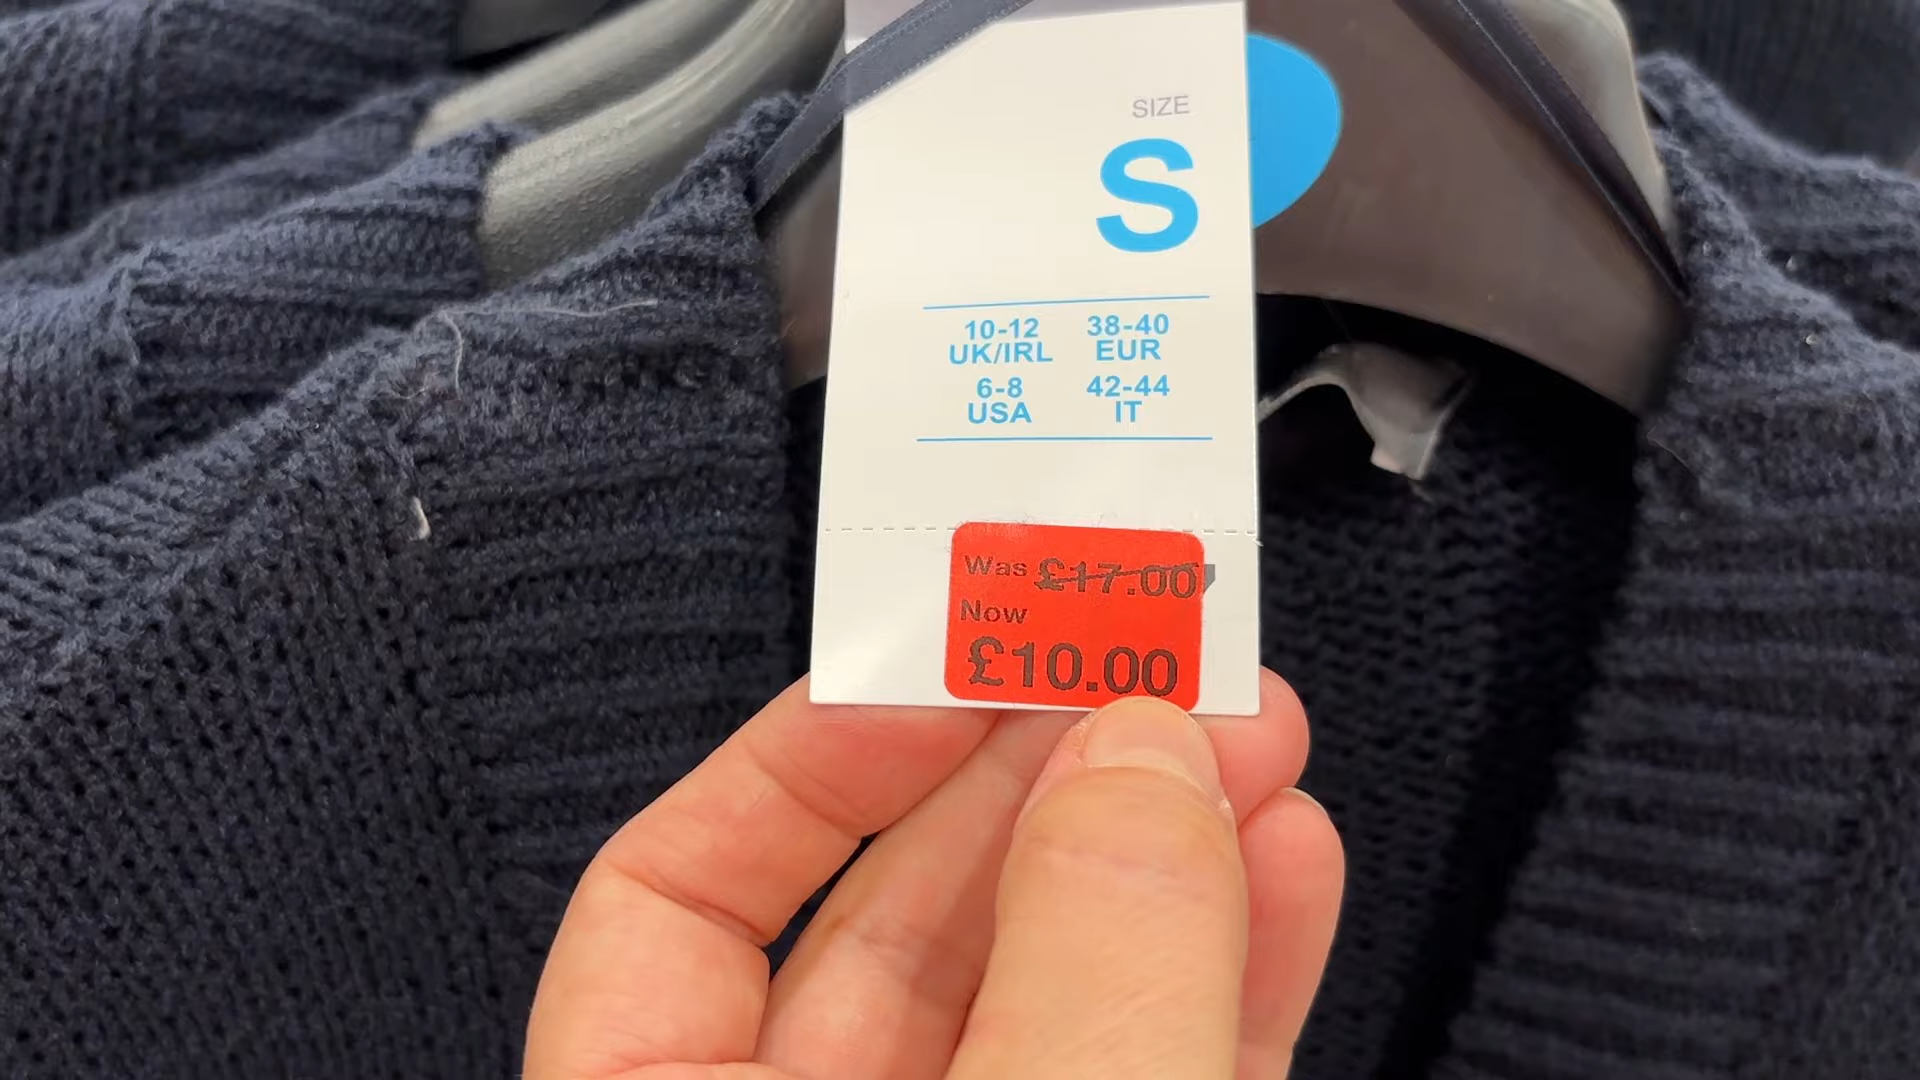 SIZE
S
10-12 38-40
UK/IRL EUR
6-8 42-44
USA IT
Was £17.00
Now
£10.00